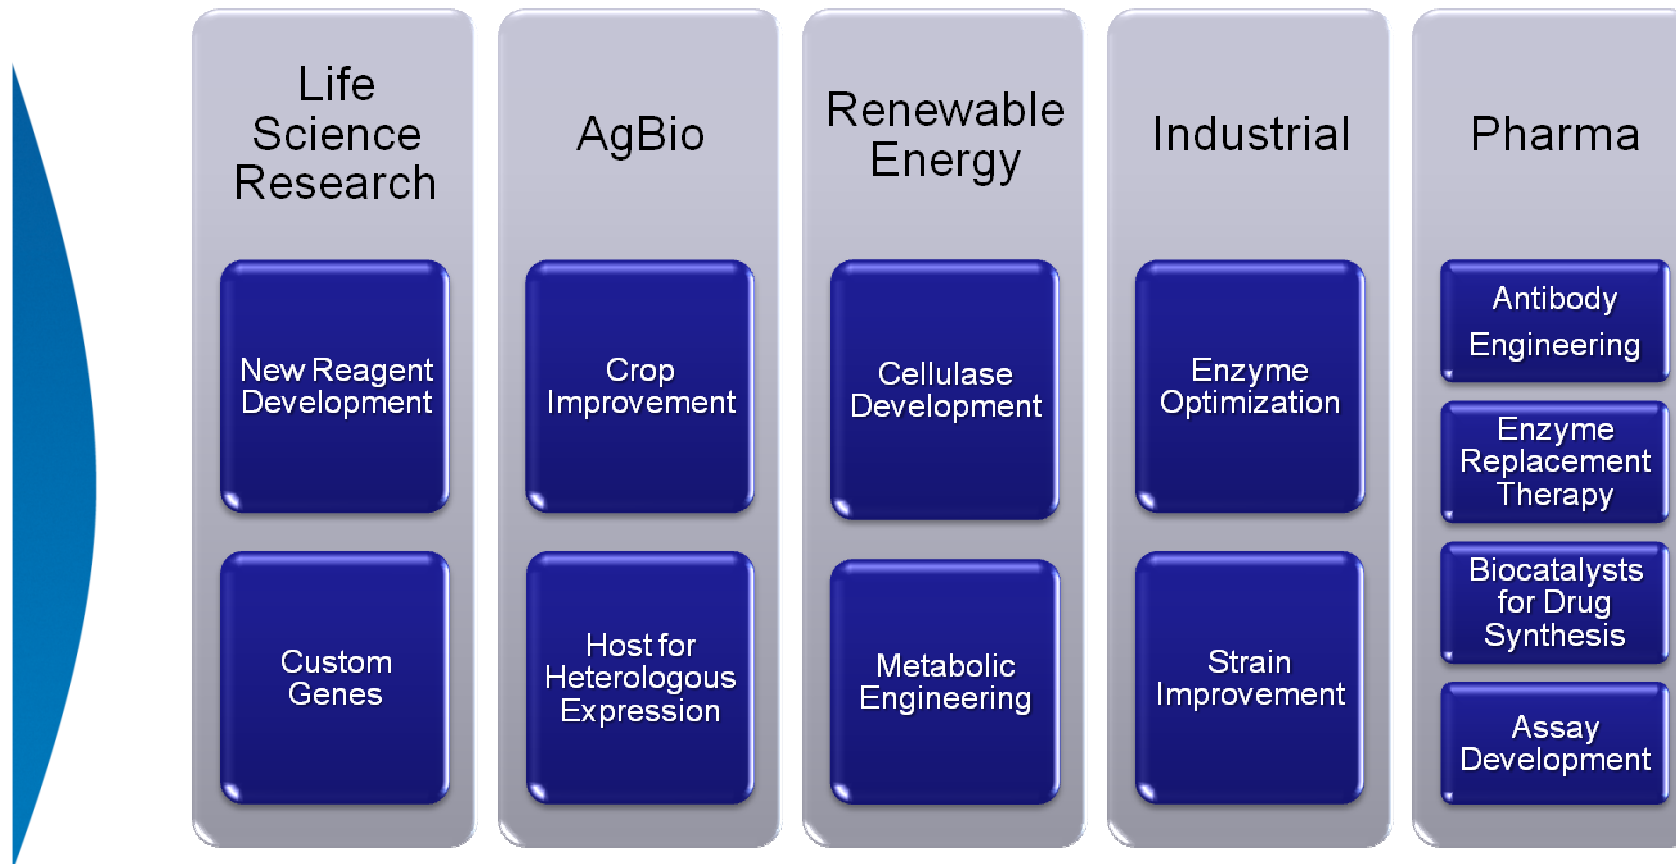 Life
Science
Research
New Reagent
Development
Custom
Genes
AgBio
Crop
Improvement
Host for
Heterologous
Expression
Renewable
Energy
Cellulase
Development
Metabolic
Engineering
Industrial
Enzyme
Optimization
Strain
Improvement
Pharma
Antibody
Engineering
Enzyme
Replacement
Therapy
Biocatalysts
for Drug
Synthesis
Assay
Development